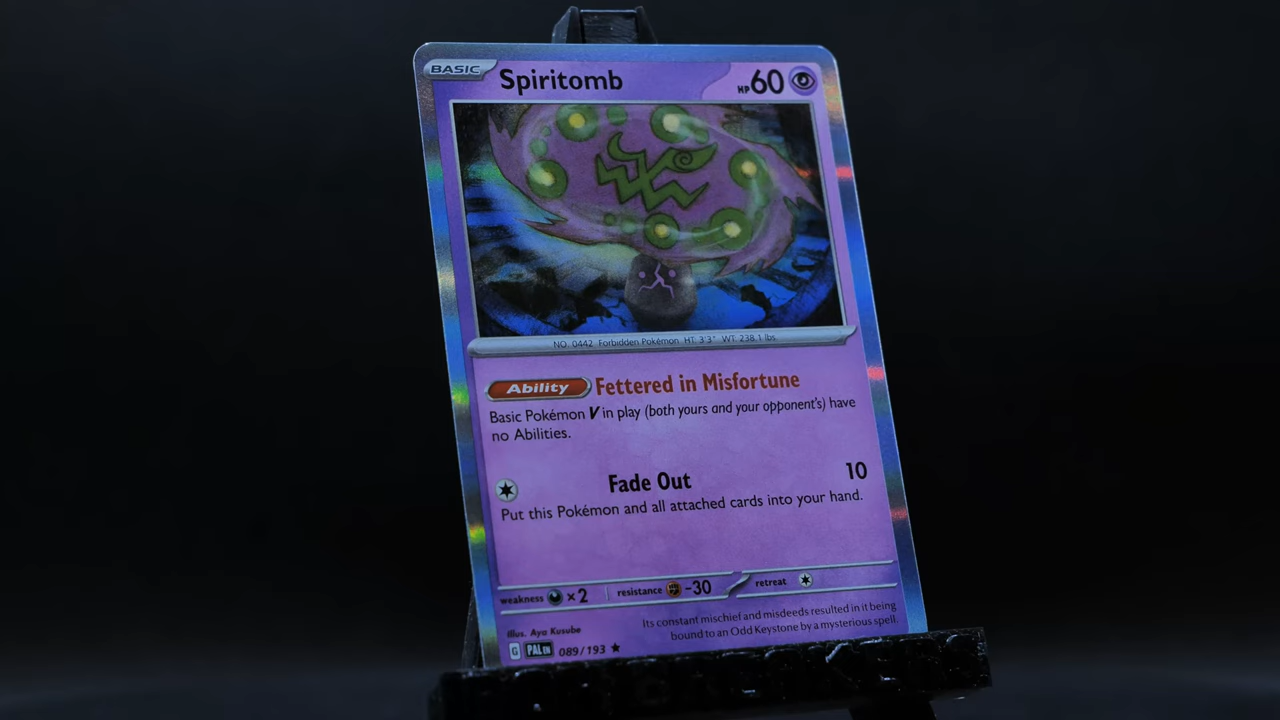 BASIC Spiritomb HP 60
NO. 0442 Forbidden Pokémon HT: 3'3" WT: 238.1 lbs.
Ability Fettered in Misfortune
Basic Pokémon V in play (both yours and your opponent's) have
no Abilities.
Fade Out 10
Put this Pokémon and all attached cards into your hand.
weakness ×2 resistance -30 retreat
Its constant mischief and misdeeds resulted in it being
bound to an Odd Keystone by a mysterious spell.
Illus. Aya Kusube
G PAL EN 089/193